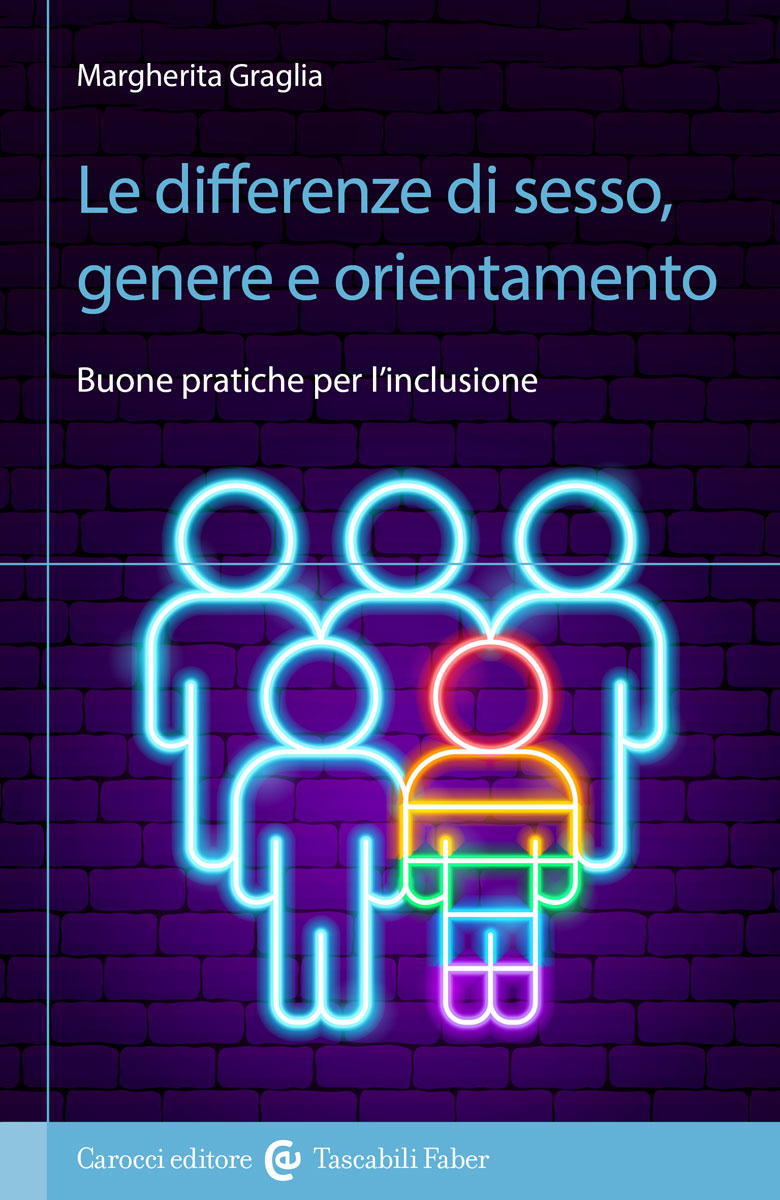 Margherita Graglia
Le differenze di sesso,
genere e orientamento
Buone pratiche per l’inclusione
Carocci editore Tascabili Faber